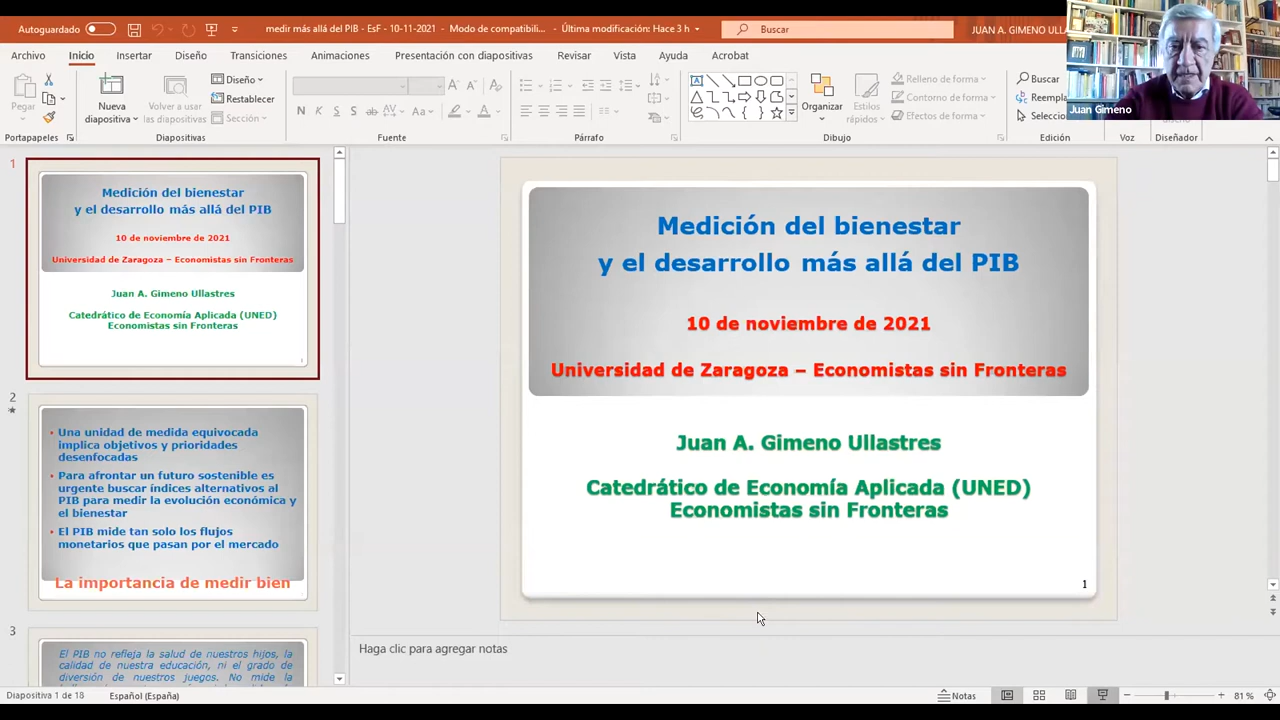 Autoguardado
medir más allá del PIB - EsF - 10-11-2021 - Modo de compatibili...
Última modificación: Hace 3 h
Buscar
JUAN A. GIMENO ULLA
Archivo
Inicio
Insertar
Diseño
Transiciones
Animaciones
Presentación con diapositivas
Revisar
Vista
Ayuda
Acrobat
Juan Gimeno
Pegar
Nueva
diapositiva
Volver a usar
las diapositivas
Diseño
Restablecer
Sección
N K S ab AV Aa A
Organizar
Estilos
rápidos
Relleno de forma
Contorno de forma
Efectos de forma
Buscar
Reempla
Selecció
Portapapeles
Diapositivas
Fuente
Párrafo
Dibujo
Edición
Voz
Diseñador
1
Medición del bienestar
y el desarrollo más allá del PIB
10 de noviembre de 2021
Universidad de Zaragoza – Economistas sin Fronteras
Juan A. Gimeno Ullastres
Catedrático de Economía Aplicada (UNED)
Economistas sin Fronteras
1
2
• Una unidad de medida equivocada
implica objetivos y prioridades
desenfocadas
• Para afrontar un futuro sostenible es
urgente buscar índices alternativos al
PIB para medir la evolución económica y
el bienestar
• El PIB mide tan solo los flujos
monetarios que pasan por el mercado
La importancia de medir bien
3
El PIB no refleja la salud de nuestros hijos, la
calidad de nuestra educación, ni el grado de
diversión de nuestros juegos. No mide la
Medición del bienestar
y el desarrollo más allá del PIB
10 de noviembre de 2021
Universidad de Zaragoza – Economistas sin Fronteras
Juan A. Gimeno Ullastres
Catedrático de Economía Aplicada (UNED)
Economistas sin Fronteras
1
Haga clic para agregar notas
Diapositiva 1 de 18
Español (España)
Notas
81 %